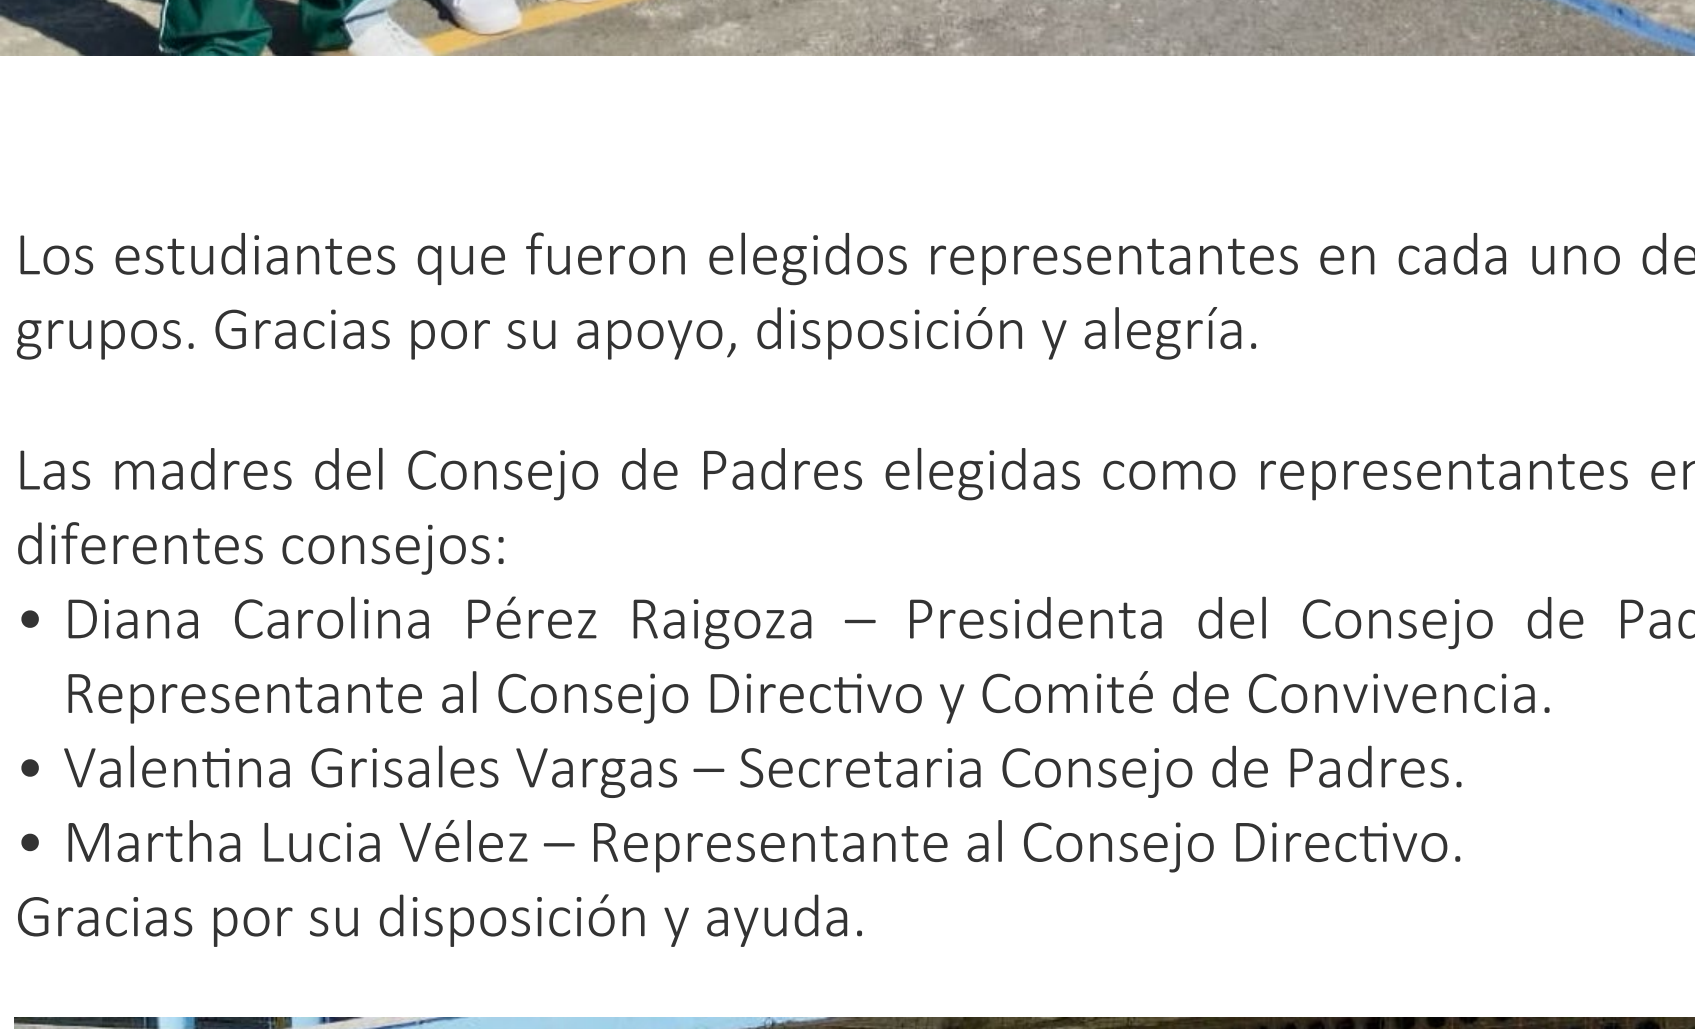 Los estudiantes que fueron elegidos representantes en cada uno de
grupos. Gracias por su apoyo, disposición y alegría.
Las madres del Consejo de Padres elegidas como representantes en
diferentes consejos:
• Diana Carolina Pérez Raigoza – Presidenta del Consejo de
Representante al Consejo Directivo y Comité de Convivencia.
• Valentina Grisales Vargas – Secretaria Consejo de Padres.
• Martha Lucia Vélez – Representante al Consejo Directivo.
Gracias por su disposición y ayuda.